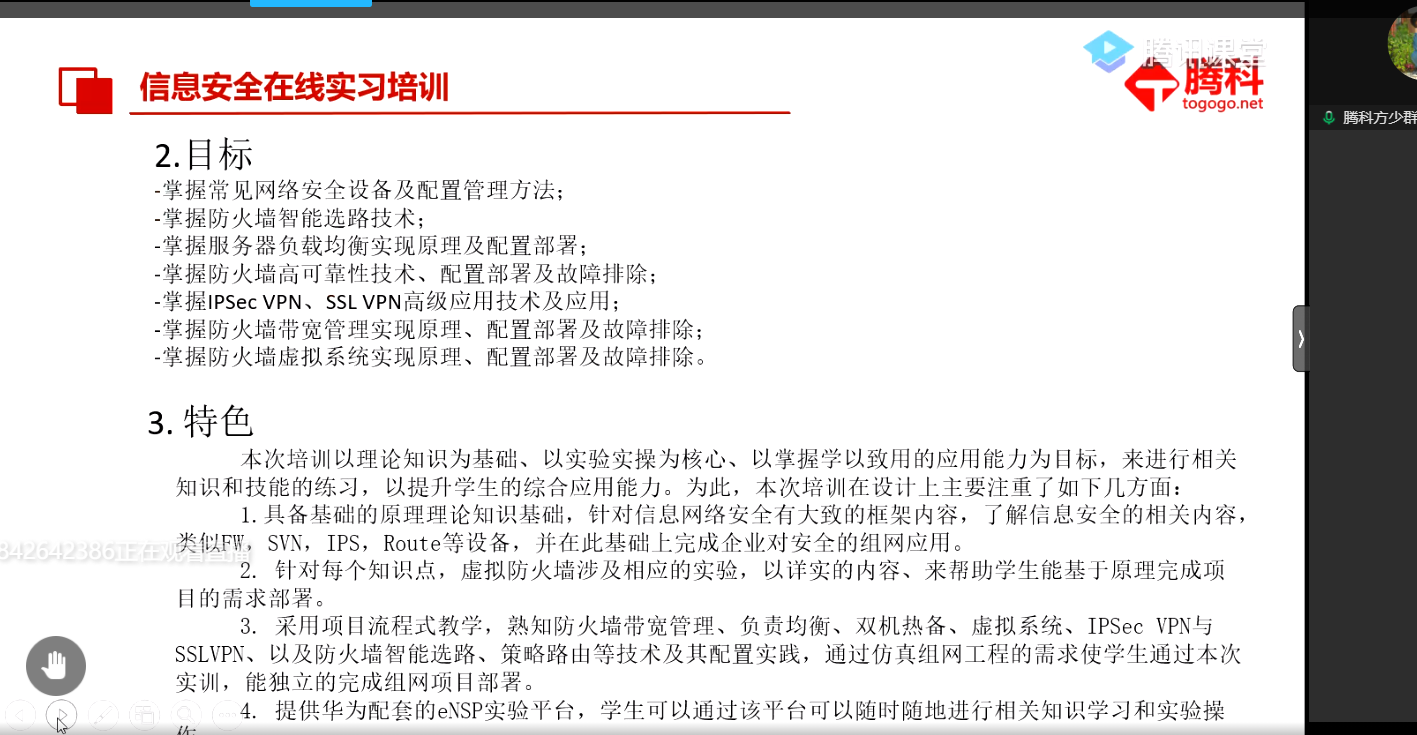 腾讯课堂
信息安全在线实习培训
腾科
togogo.net
腾科方少群
2.目标
-掌握常见网络安全设备及配置管理方法;
-掌握防火墙智能选路技术;
-掌握服务器负载均衡实现原理及配置部署;
-掌握防火墙高可靠性技术、配置部署及故障排除;
-掌握IPSec VPN、SSL VPN高级应用技术及应用;
-掌握防火墙带宽管理实现原理、配置部署及故障排除;
-掌握防火墙虚拟系统实现原理、配置部署及故障排除。
3. 特色
本次培训以理论知识为基础、以实验实操为核心、以掌握学以致用的应用能力为目标，来进行相关
知识和技能的练习，以提升学生的综合应用能力。为此，本次培训在设计上主要注重了如下几方面：
1.具备基础的原理理论知识基础，针对信息网络安全有大致的框架内容，了解信息安全的相关内容，
类似FW，SVN，IPS，Route等设备，并在此基础上完成企业对安全的组网应用。
842642386正在观看直播
2. 针对每个知识点，虚拟防火墙涉及相应的实验，以详实的内容、来帮助学生能基于原理完成项
目的需求部署。
3. 采用项目流程式教学，熟知防火墙带宽管理、负责均衡、双机热备、虚拟系统、IPSec VPN与
SSLVPN、以及防火墙智能选路、策略路由等技术及其配置实践，通过仿真组网工程的需求使学生通过本次
实训，能独立的完成组网项目部署。
4. 提供华为配套的eNSP实验平台，学生可以通过该平台可以随时随地进行相关知识学习和实验操